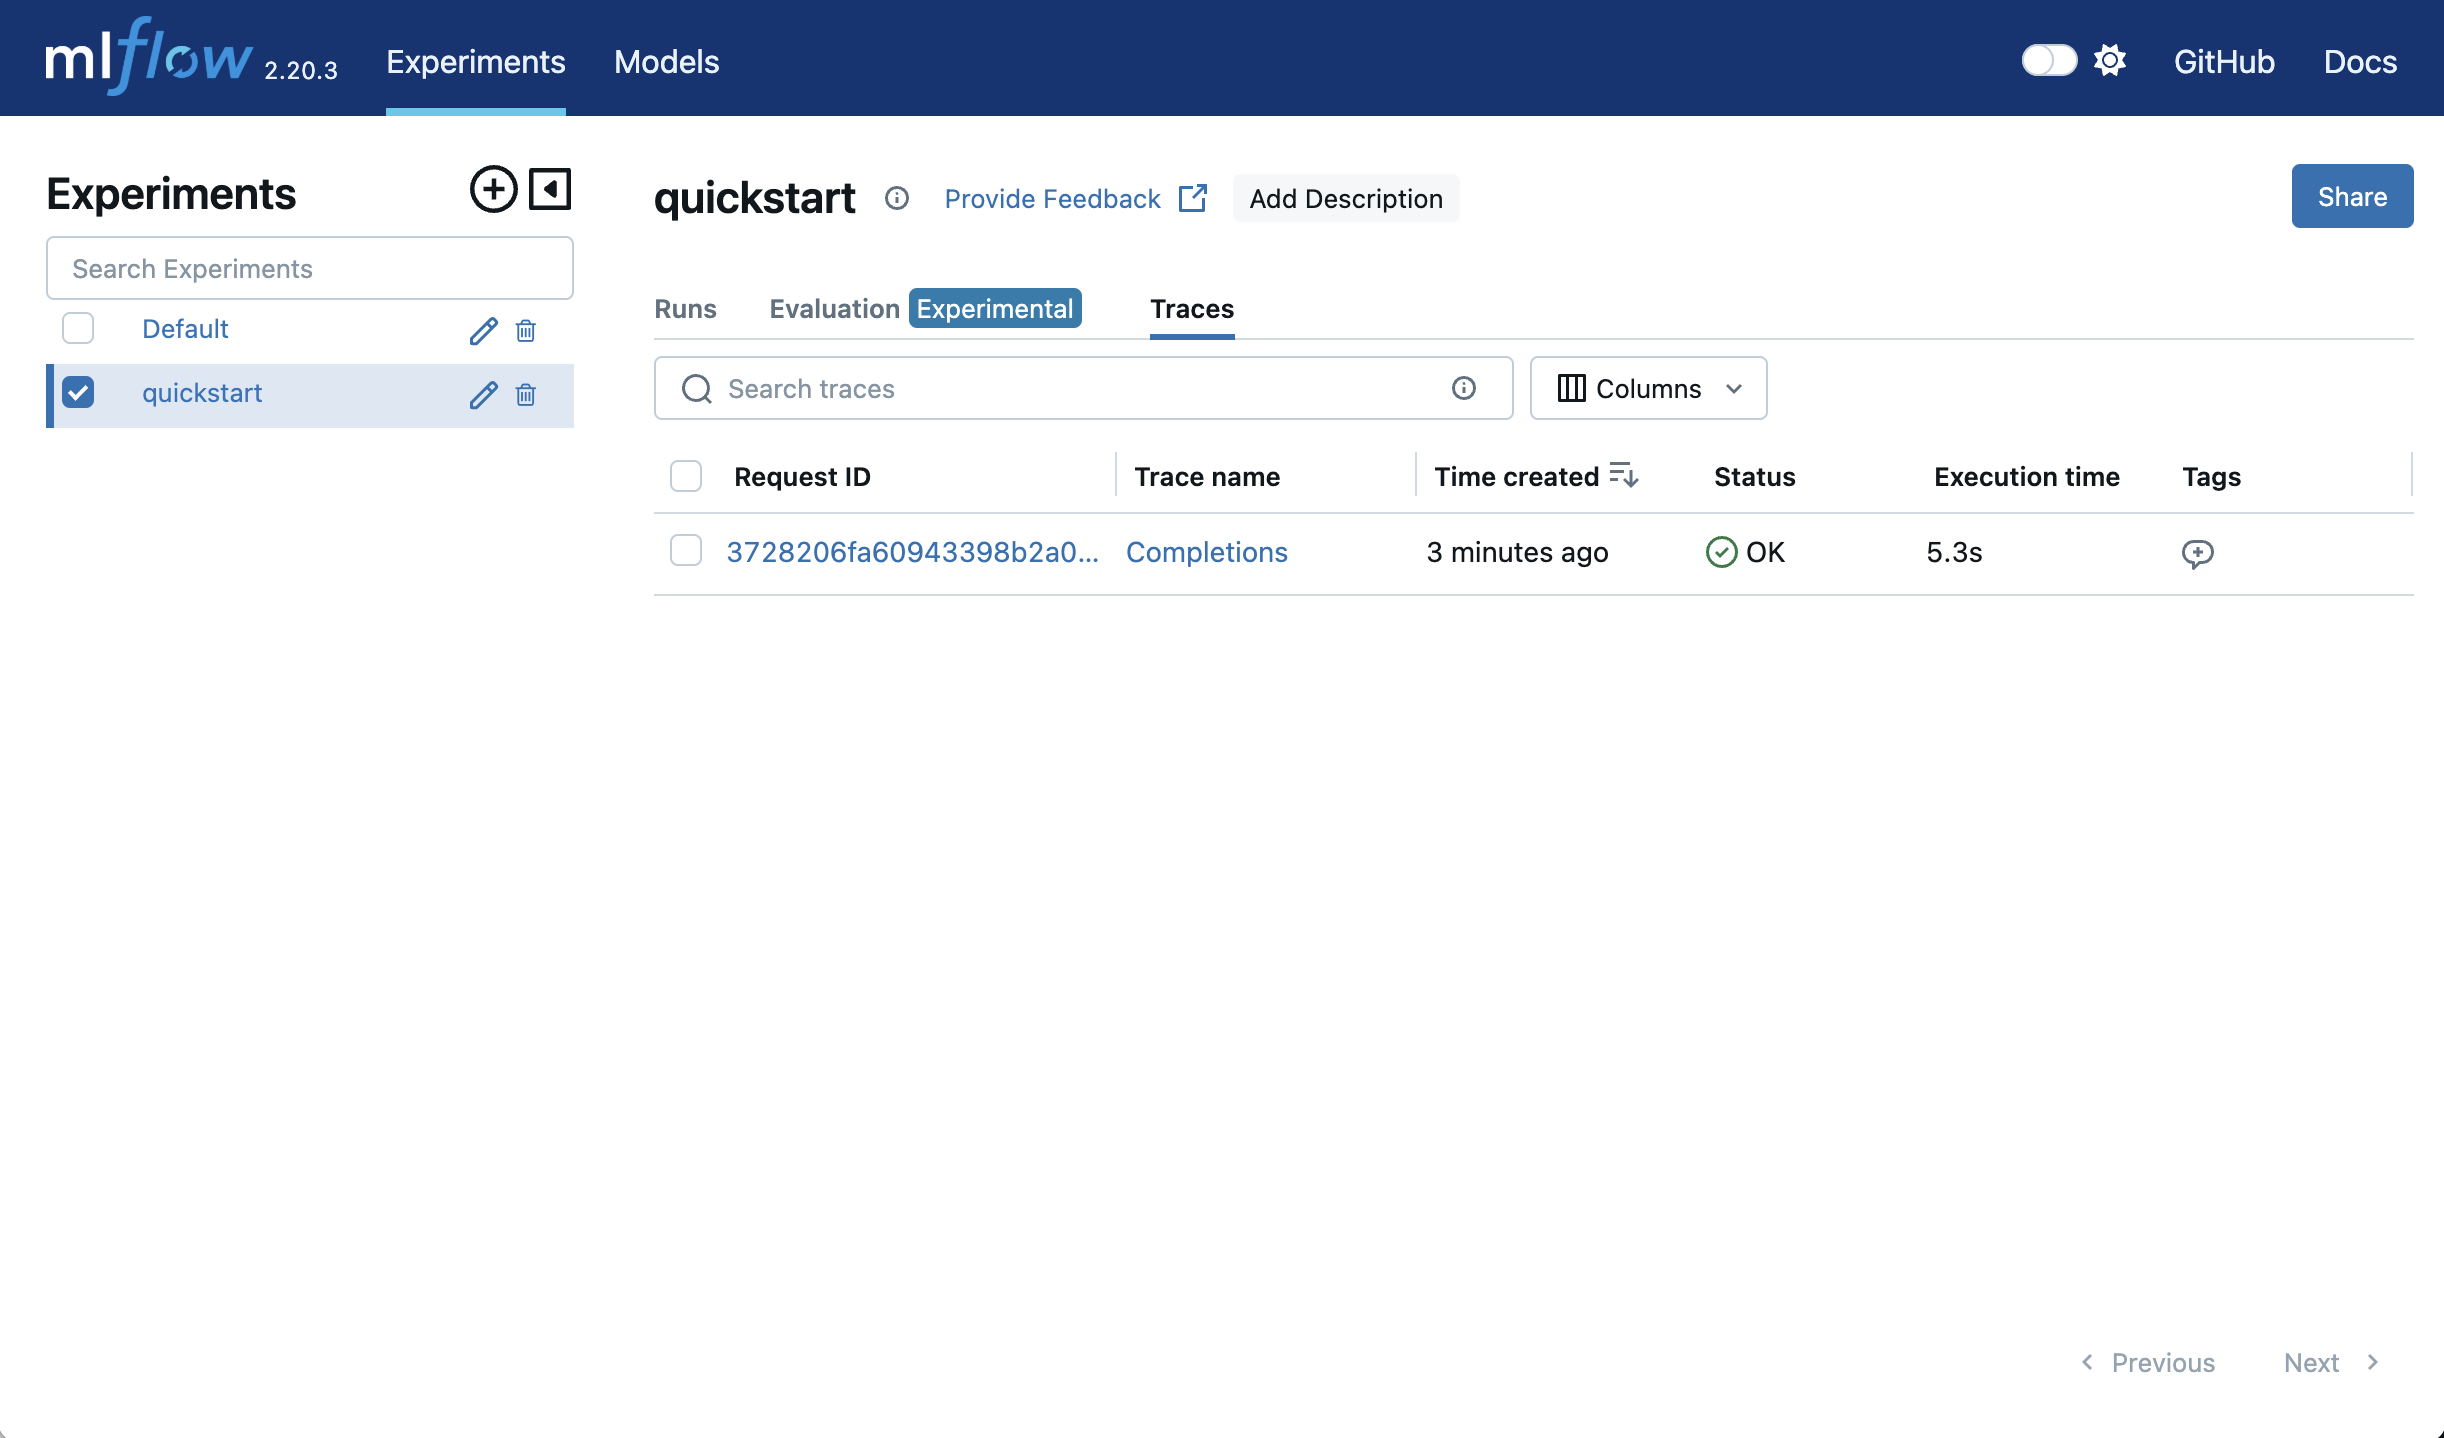 mlflow 2.20.3 Experiments Models GitHub Docs
Experiments
Search Experiments
Default
quickstart
quickstart Provide Feedback Add Description Share
Runs Evaluation Experimental Traces
Search traces Columns
Request ID Trace name Time created Status Execution time Tags
3728206fa60943398b2a0... Completions 3 minutes ago OK 5.3s
Previous Next